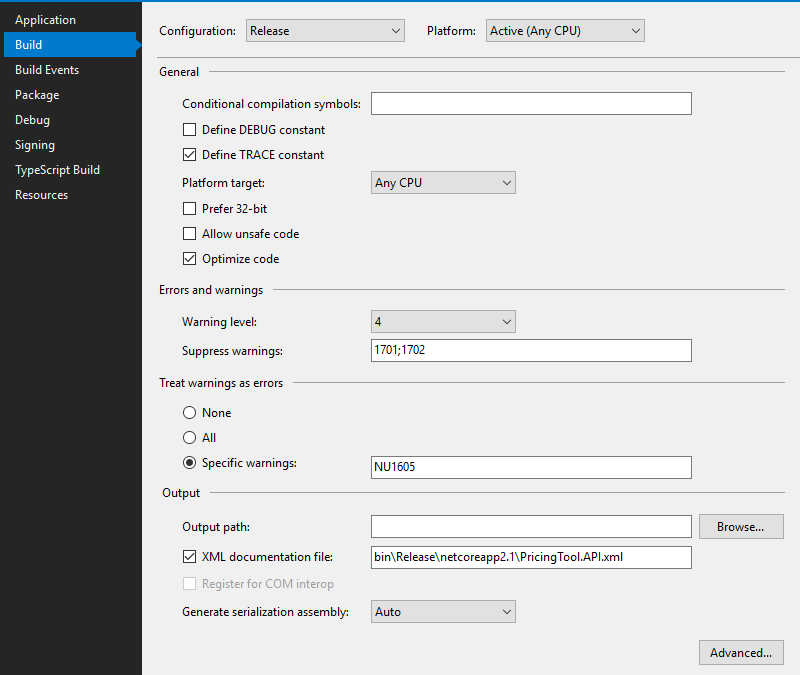 Application
Build
Build Events
Package
Debug
Signing
TypeScript Build
Resources
Configuration: Release Platform: Active (Any CPU)
General
Conditional compilation symbols:
Define DEBUG constant
Define TRACE constant
Platform target: Any CPU
Prefer 32-bit
Allow unsafe code
Optimize code
Errors and warnings
Warning level: 4
Suppress warnings: 1701;1702
Treat warnings as errors
None
All
Specific warnings: NU1605
Output
Output path: Browse...
XML documentation file: bin\Release\netcoreapp2.1\PricingTool.API.xml
Register for COM interop
Generate serialization assembly: Auto
Advanced...